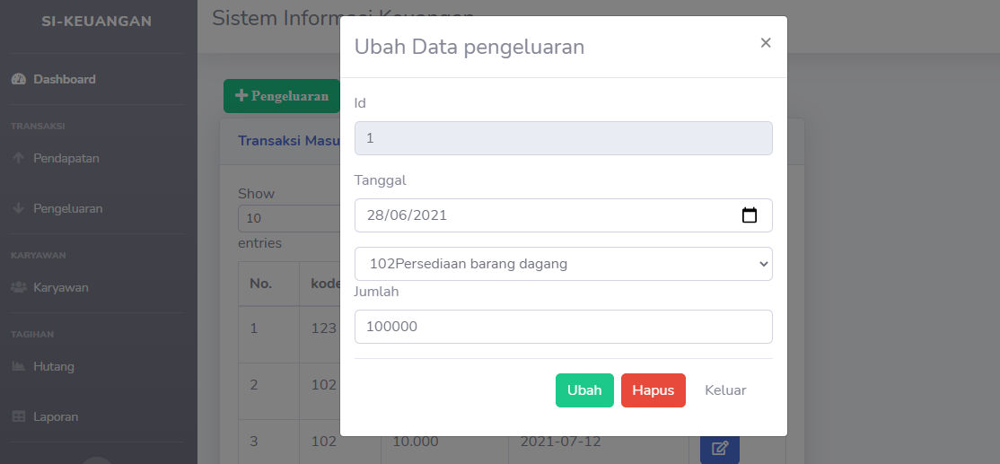 SI-KEUANGAN
Dashboard
TRANSAKSI
Pendapatan
Pengeluaran
KARYAWAN
Karyawan
TAGIHAN
Hutang
Laporan
Sistem Informasi Keuangan
Pengeluaran
Transaksi Masu
Show
10
entries
No. kode
1 123
2 102
3 102 10.000 2021-07-12
Ubah Data pengeluaran ×
Id
1
Tanggal
28/06/2021
102Persediaan barang dagang
Jumlah
100000
Ubah Hapus Keluar